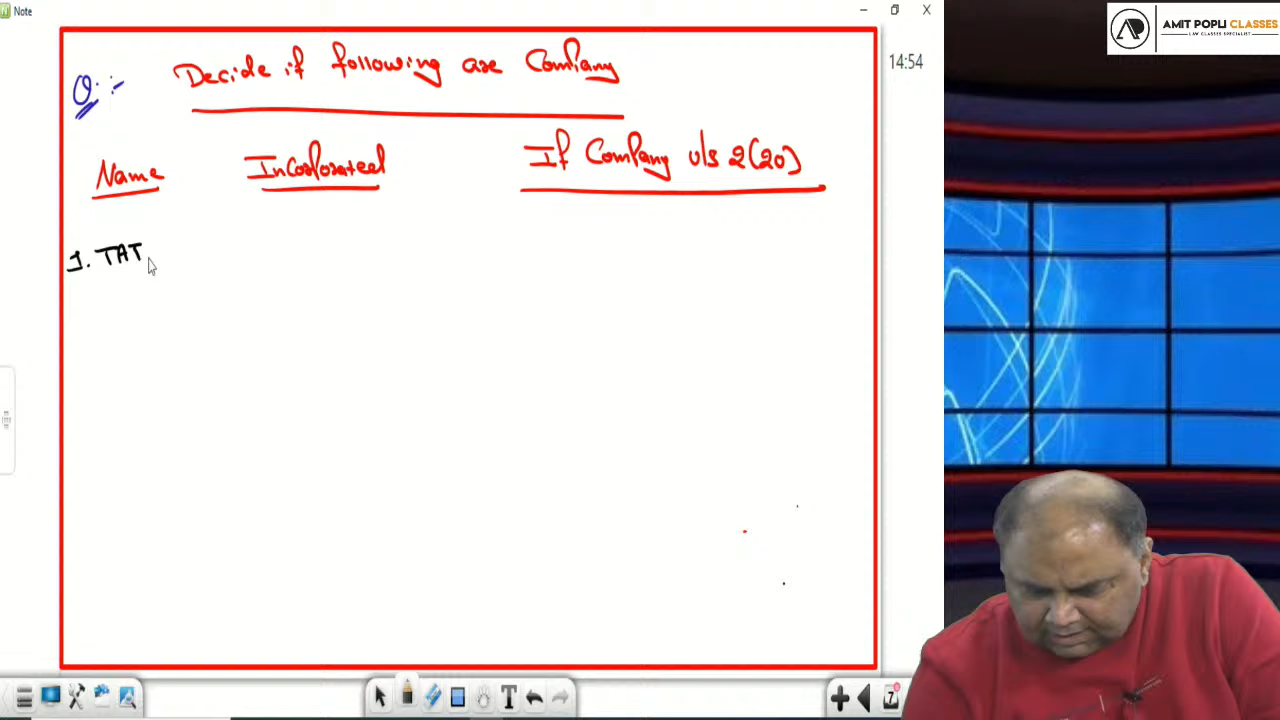 Note
AMIT POPLI CLASSES
LAW CLASSES SPECIALIST
14:54
Q:- Decide if following are Company
Name Incorporated If Company u/s 2(20)
1. TAT
7